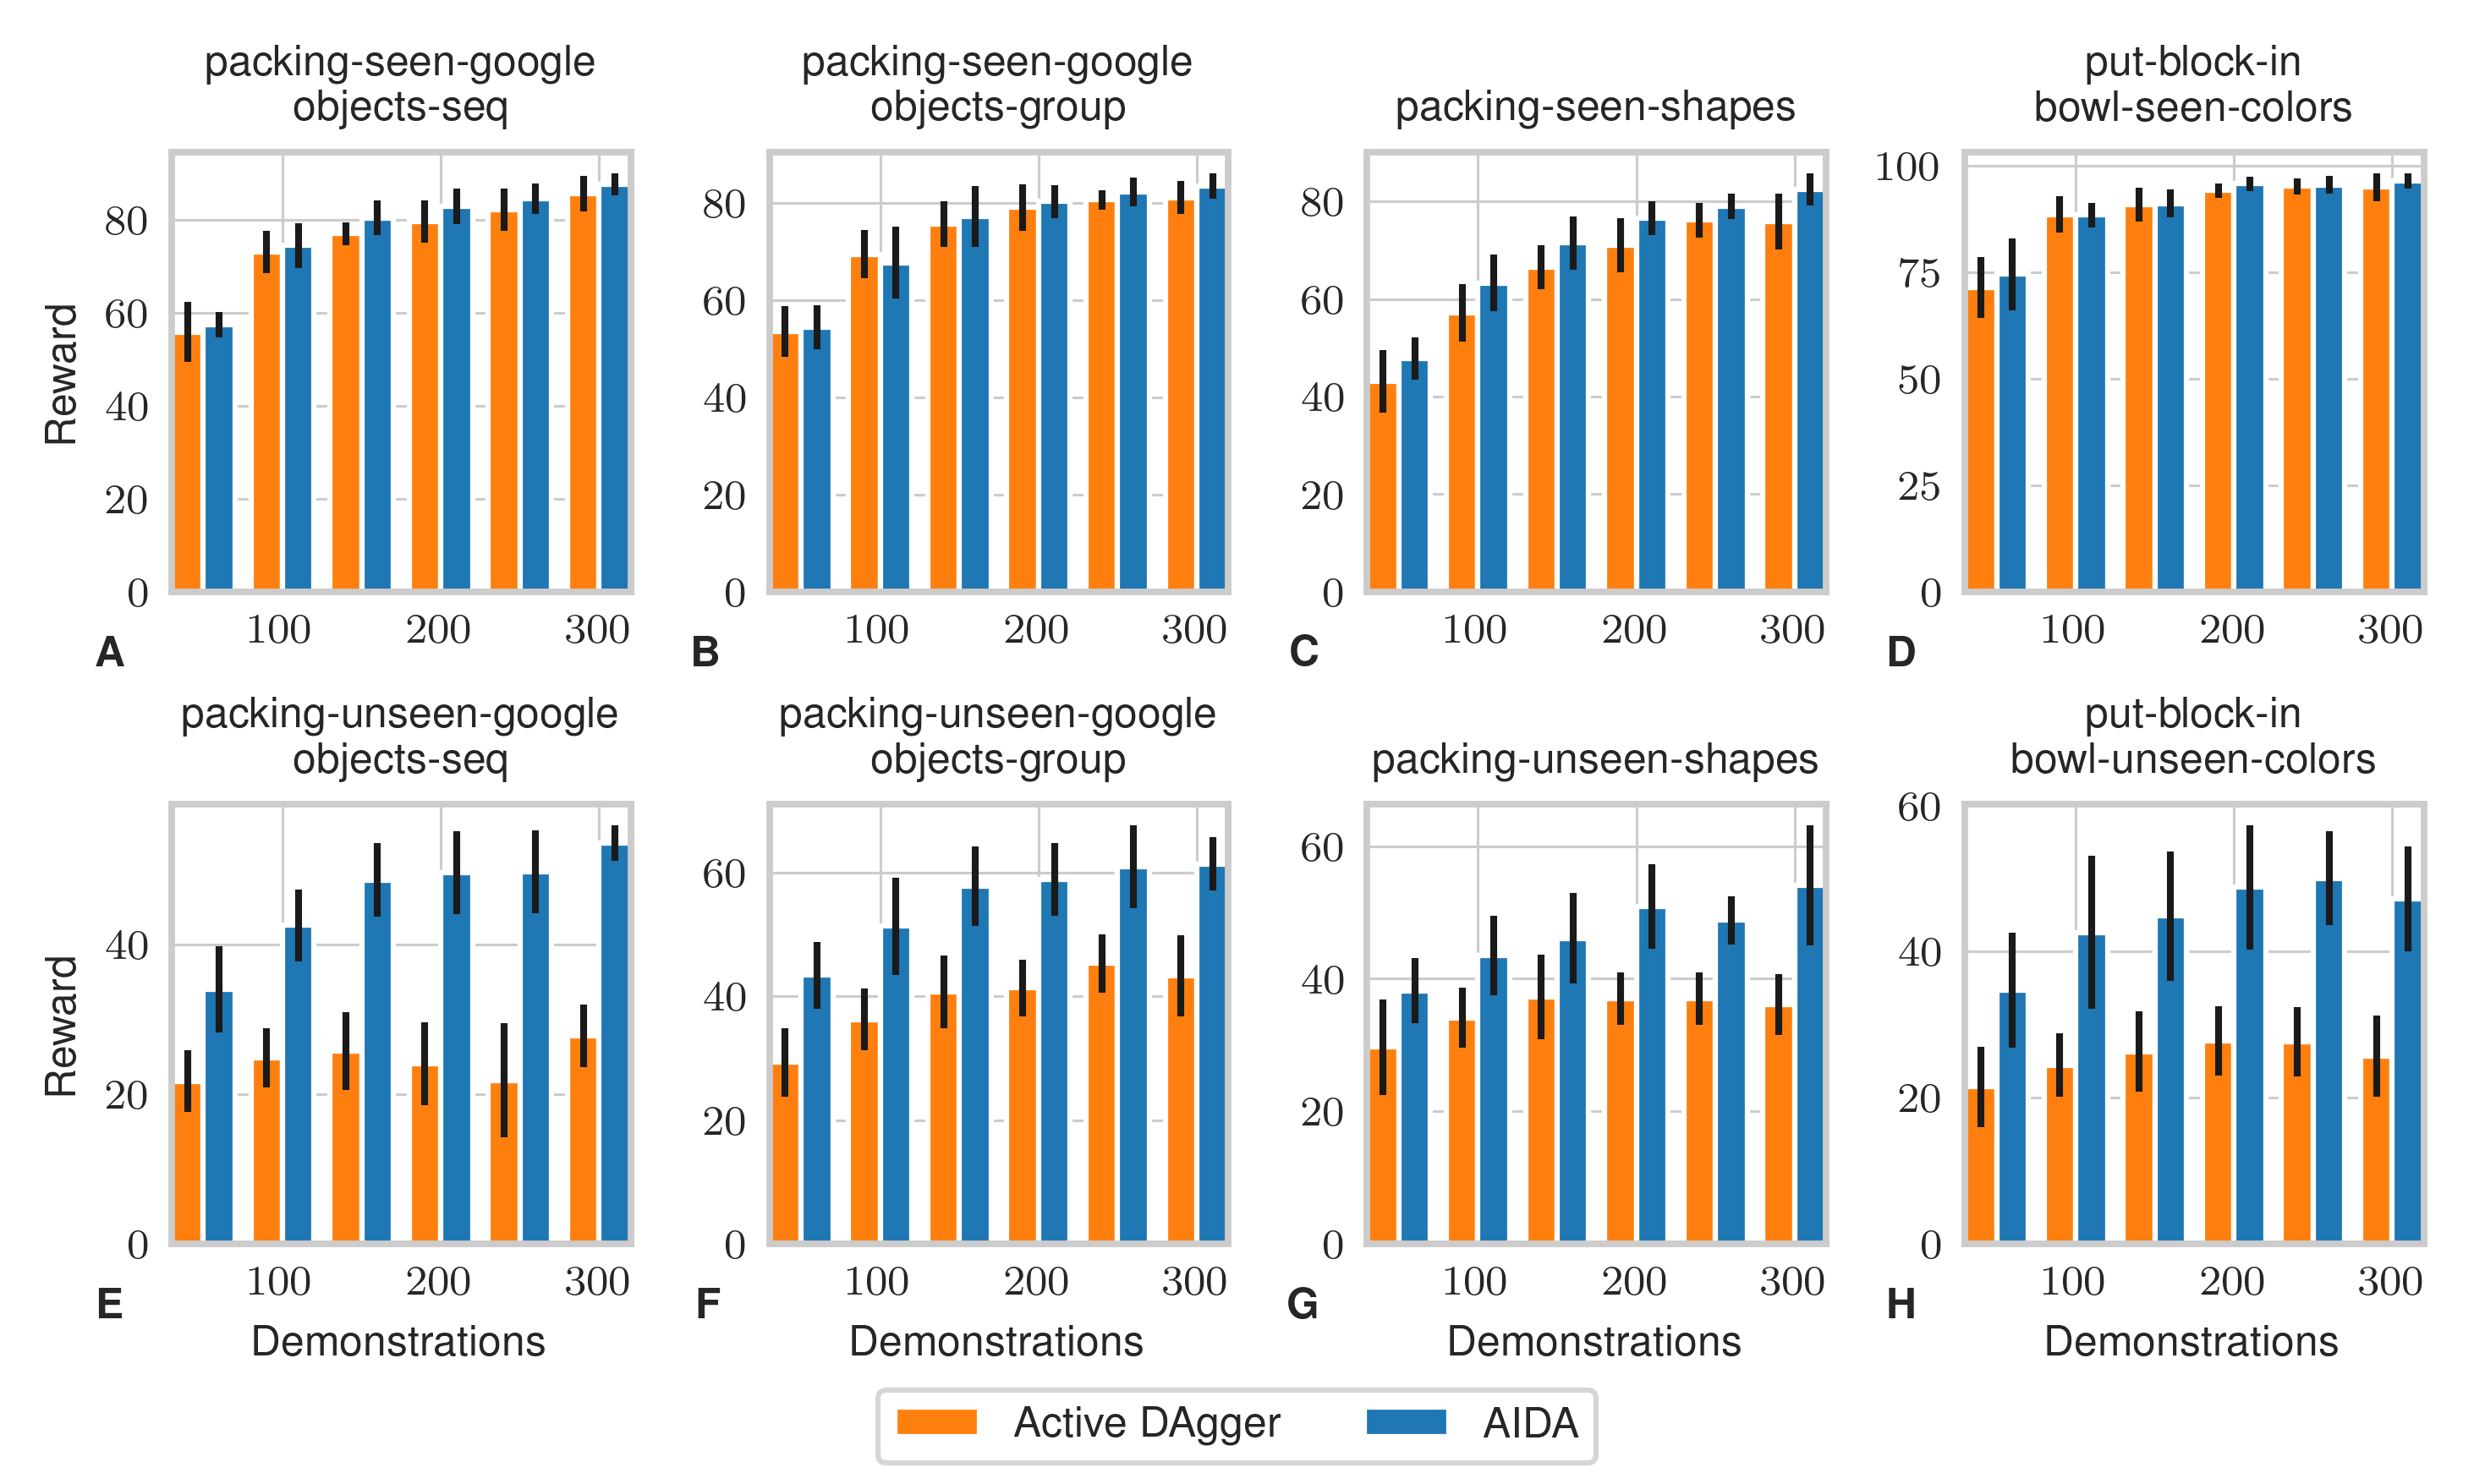 packing-seen-google
objects-seq
packing-seen-google
objects-group
packing-seen-shapes
put-block-in
bowl-seen-colors
Reward
80
60
40
20
0
100
200
300
A
80
60
40
20
0
100
200
300
B
80
60
40
20
0
100
200
300
C
100
75
50
25
0
100
200
300
D
packing-unseen-google
objects-seq
packing-unseen-google
objects-group
packing-unseen-shapes
put-block-in
bowl-unseen-colors
Reward
40
20
0
100
200
300
E
Demonstrations
60
40
20
0
100
200
300
F
Demonstrations
60
40
20
0
100
200
300
G
Demonstrations
60
40
20
0
100
200
300
H
Demonstrations
Active DAgger
AIDA